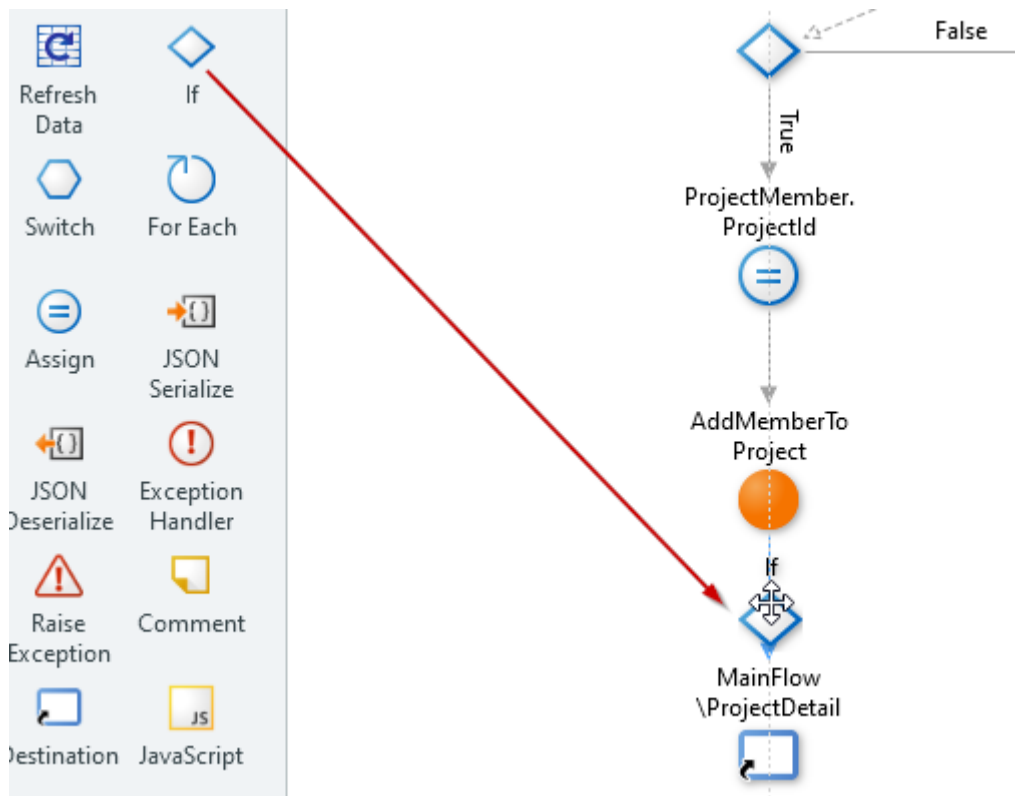 Refresh
Data
If
Switch
For Each
Assign
JSON
Serialize
JSON
Deserialize
Exception
Handler
Raise
Exception
Comment
Destination
JS
JavaScript
False
True
ProjectMember.
ProjectId
AddMemberTo
Project
If
MainFlow
\ProjectDetail